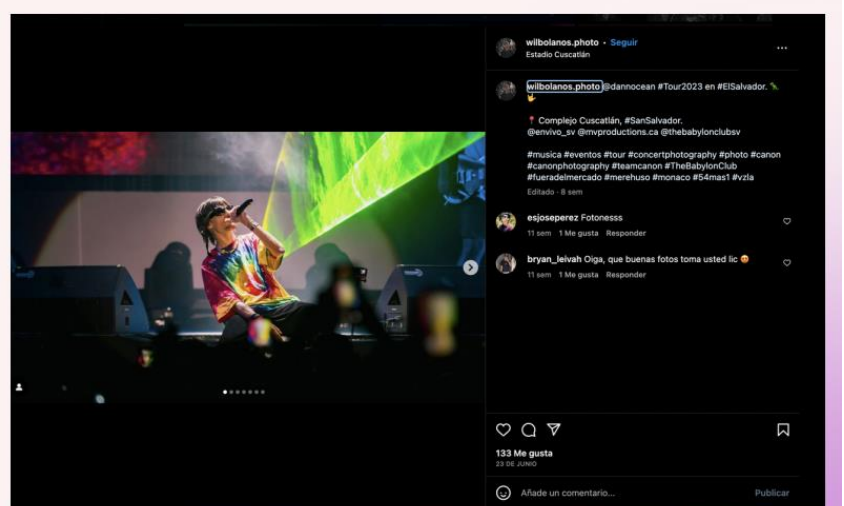 wilbolanos.photo • Seguir
Estadio Cuscatlán
wilbolanos.photo @dannocean #Tour2023 en #ElSalvador. 🦖
🤟
📍 Complejo Cuscatlán, #SanSalvador.
@envivo_sv @mvproductions.ca @thebabylonclubsv
#musica #eventos #tour #concertphotography #photo #canon
#canonphotography #teamcanon #TheBabylonClub
#fueradelmercado #merehuso #monaco #54mas1 #vzla
Editado · 8 sem
esjoseperez Fotonesss
11 sem 1 Me gusta Responder
bryan_leivah Oiga, que buenas fotos toma usted lic 😍
11 sem 1 Me gusta Responder
133 Me gusta
23 DE JUNIO
Añade un comentario...
Publicar